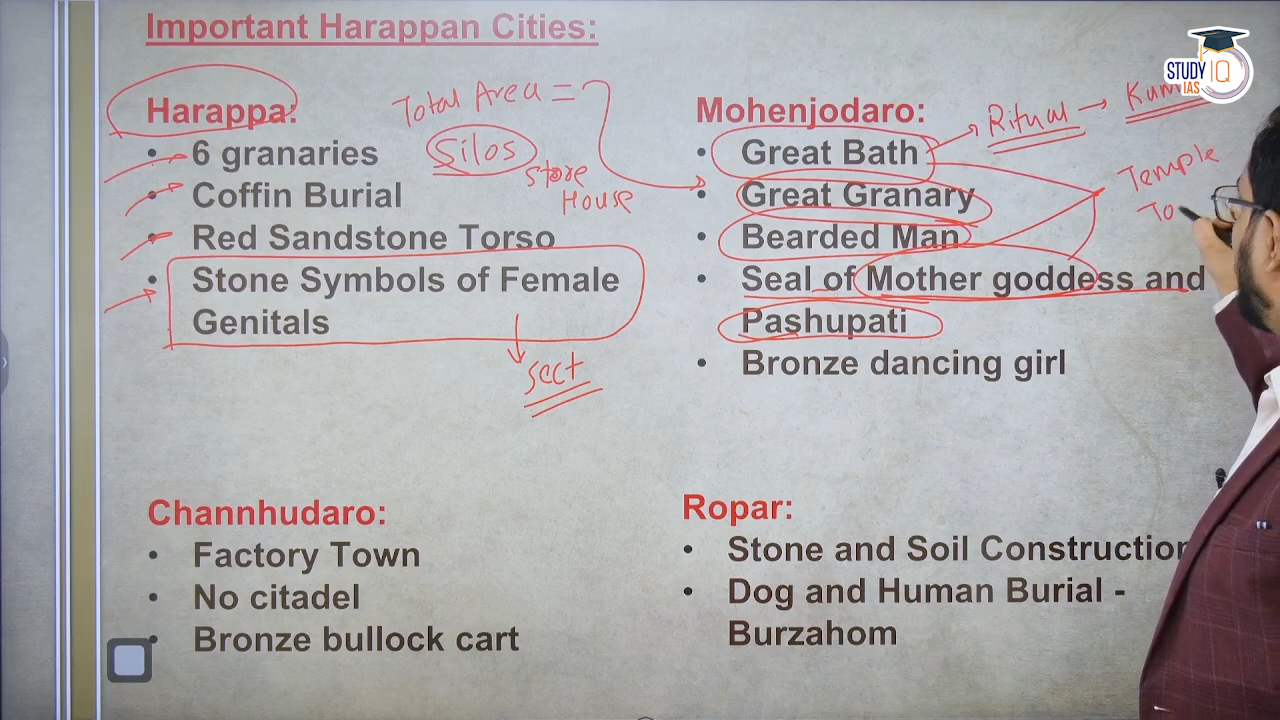 Important Harappan Cities:
STUDY IQ
IAS
Harappa:
• 6 granaries
• Coffin Burial
• Red Sandstone Torso
• Stone Symbols of Female
Genitals
Total Area =
Silos
Store
House
Sect
Mohenjodaro:
• Great Bath
• Great Granary
• Bearded Man
• Seal of Mother goddess and
Pashupati
• Bronze dancing girl
Ritual
Temple
To
Channhudaro:
• Factory Town
• No citadel
• Bronze bullock cart
Ropar:
• Stone and Soil Construction
• Dog and Human Burial -
Burzahom